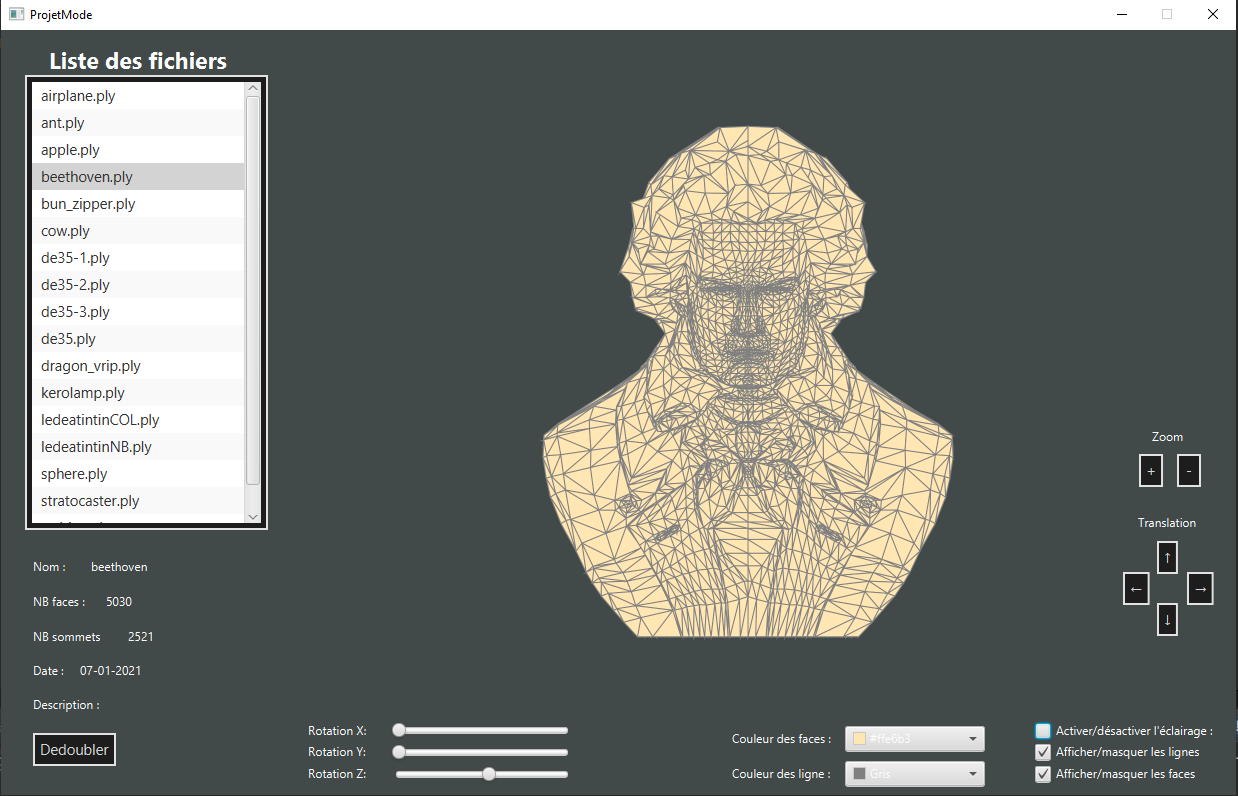 ProjetMode
Liste des fichiers
airplane.ply
ant.ply
apple.ply
beethoven.ply
bun_zipper.ply
cow.ply
de35-1.ply
de35-2.ply
de35-3.ply
de35.ply
dragon_vrip.ply
kerolamp.ply
ledeatintinCOL.ply
ledeatintinNB.ply
sphere.ply
stratocaster.ply
Nom : beethoven
NB faces : 5030
NB sommets 2521
Date : 07-01-2021
Description :
Dedoubler
Rotation X:
Rotation Y:
Rotation Z:
Couleur des faces : #ffe6b3
Couleur des ligne : Gris
Zoom
+ -
Translation
↑
← →
↓
Activer/désactiver l'éclairage :
Afficher/masquer les lignes
Afficher/masquer les faces